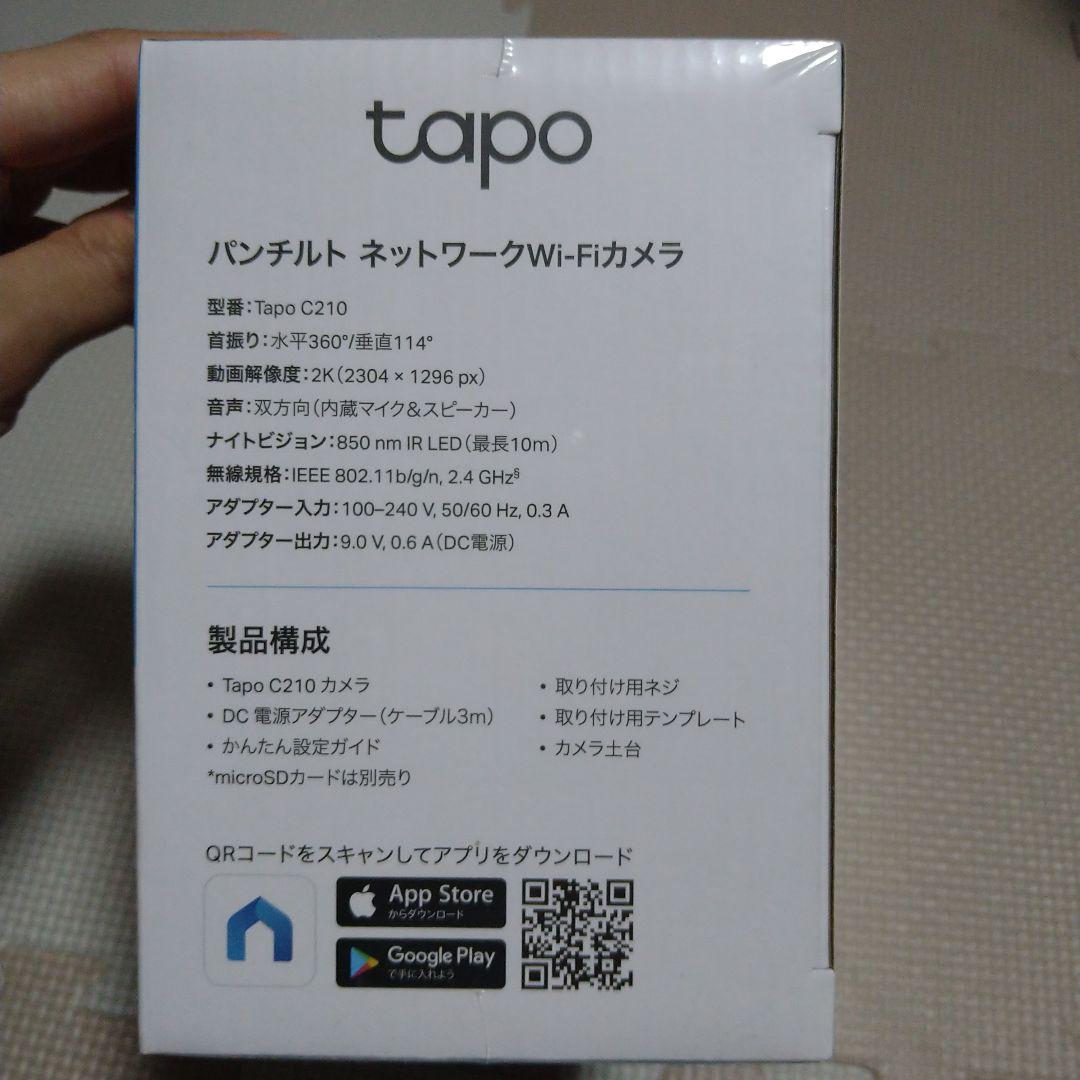 tapo
パンチルト ネットワークWi-Fiカメラ
型番：Tapo C210
首振り：水平360°/垂直114°
動画解像度：2K（2304 × 1296 px）
音声：双方向（内蔵マイク＆スピーカー）
ナイトビジョン：850 nm IR LED（最長10m）
無線規格：IEEE 802.11b/g/n, 2.4 GHz§
アダプター入力：100–240 V, 50/60 Hz, 0.3 A
アダプター出力：9.0 V, 0.6 A（DC電源）
製品構成
• Tapo C210 カメラ
• DC 電源アダプター（ケーブル3m）
• かんたん設定ガイド
*microSDカードは別売り
• 取り付け用ネジ
• 取り付け用テンプレート
• カメラ土台
QRコードをスキャンしてアプリをダウンロード
App Store
からダウンロード
Google Play
で手に入れよう